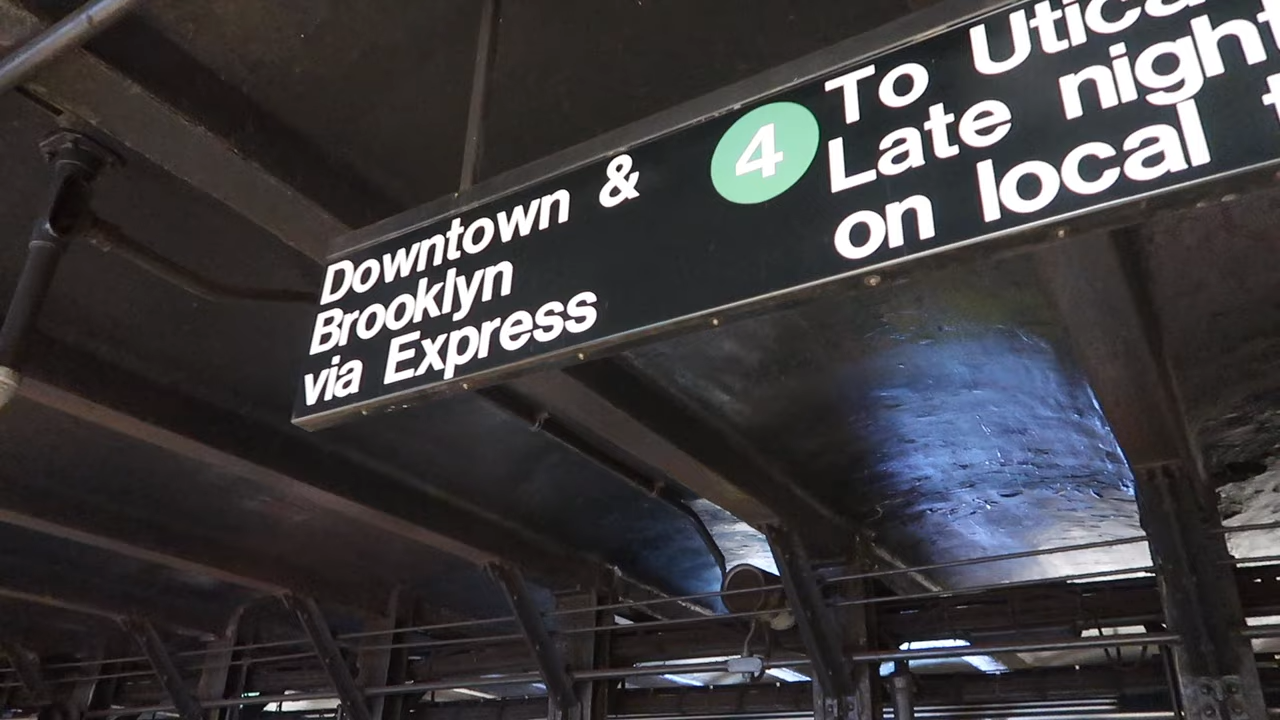 Downtown &
Brooklyn
via Express
4
To Utica
Late night
on local